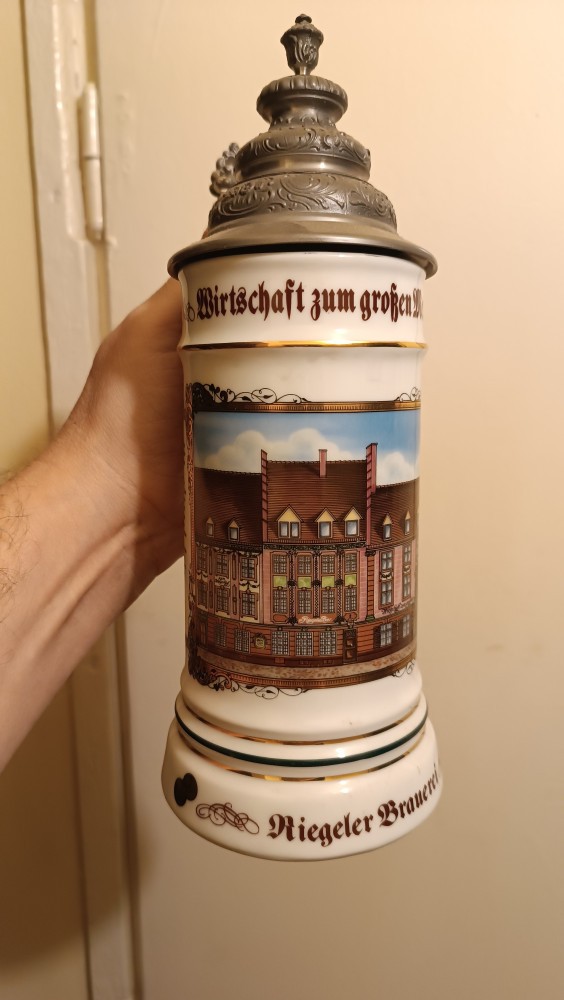 Wirtschaft zum großen
Riegeler Brauerei